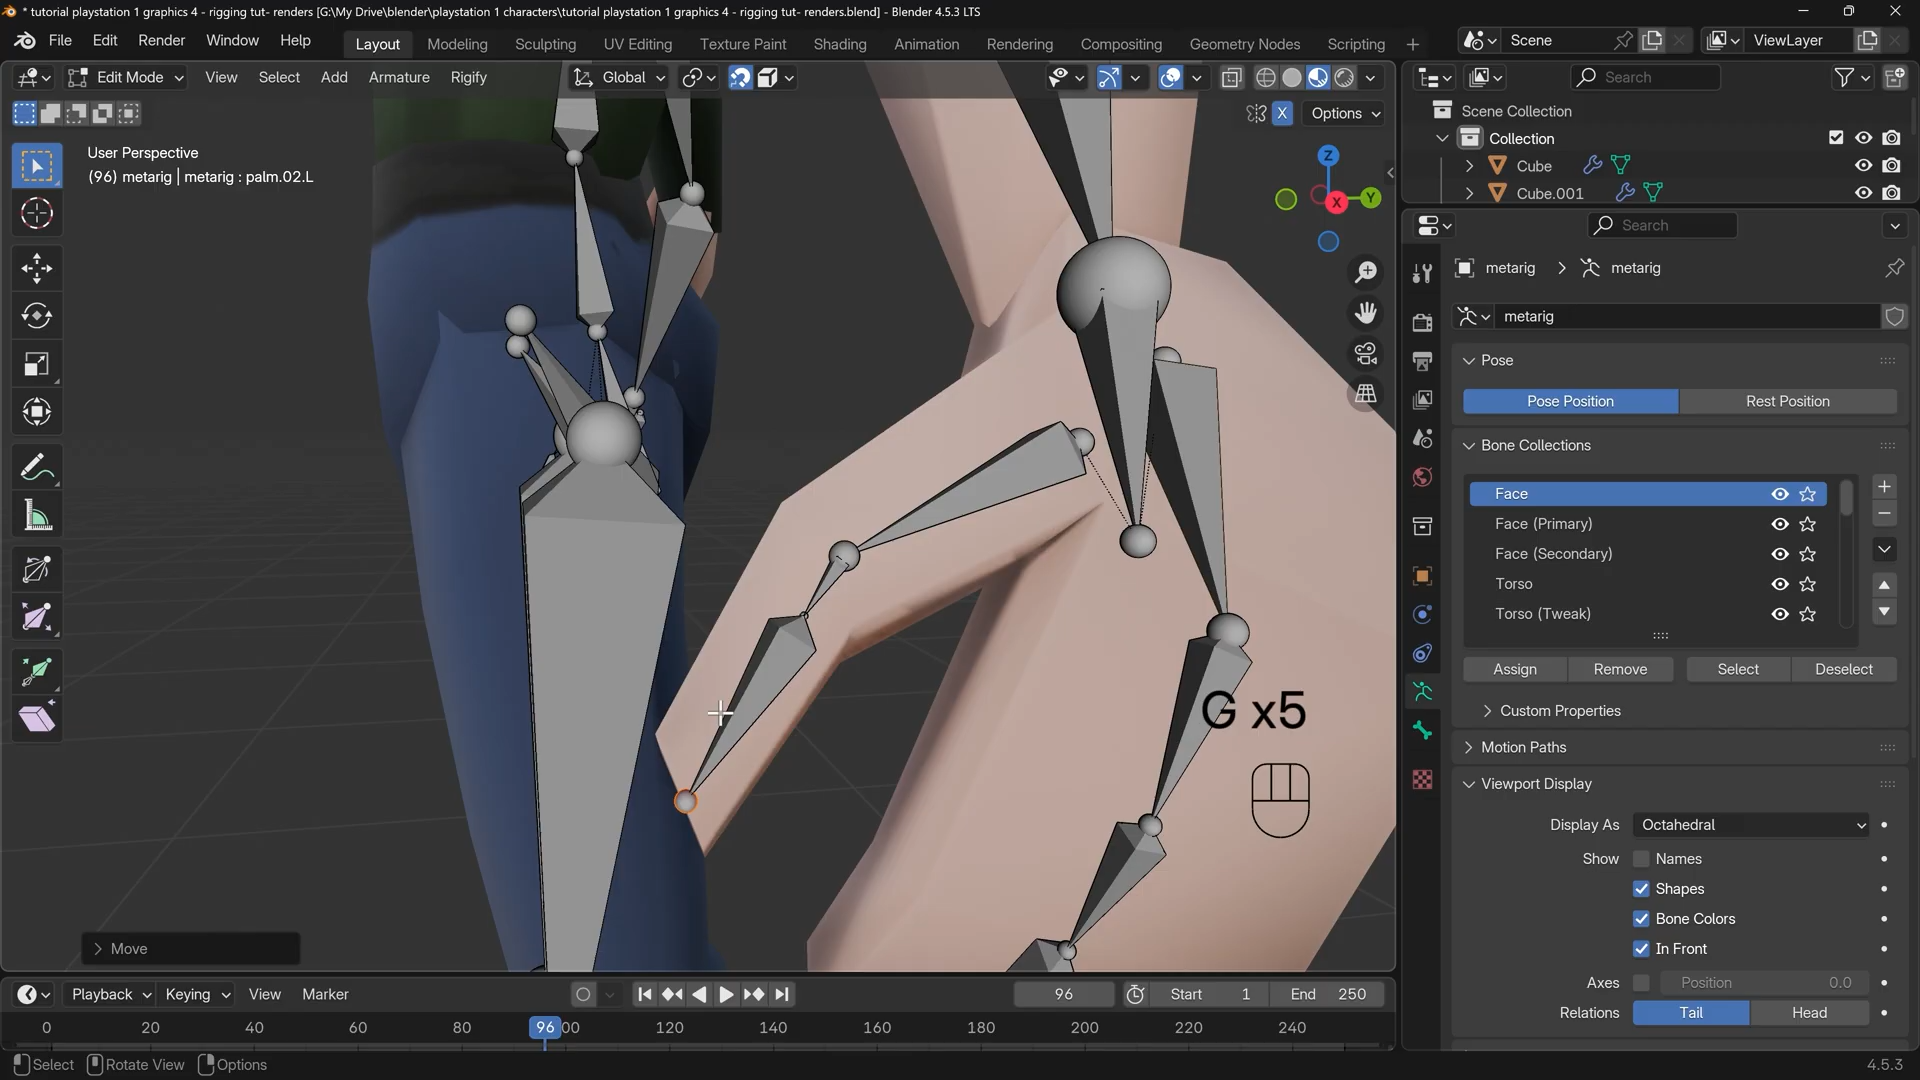 * tutorial playstation 1 graphics 4 - rigging tut- renders [G:\My Drive\blender\playstation 1 characters\tutorial playstation 1 graphics 4 - rigging tut- renders.blend] - Blender 4.5.3 LTS
File Edit Render Window Help Layout Modeling Sculpting UV Editing Texture Paint Shading Animation Rendering Compositing Geometry Nodes Scripting + Scene ViewLayer
Edit Mode View Select Add Armature Rigify Global Search
X Options Scene Collection
Collection
User Perspective
(96) metarig | metarig : palm.02.L
Cube
Cube.001
Z
Y
X
Search
metarig > metarig
metarig
Pose
Pose Position Rest Position
Bone Collections
Face
Face (Primary)
Face (Secondary)
Torso
Torso (Tweak)
Assign Remove Select Deselect
G x5
Custom Properties
Motion Paths
Viewport Display
Display As Octahedral
Show Names
Shapes
Bone Colors
In Front
Move
Axes Position 0.0
Relations Tail Head
Playback Keying View Marker 96 Start 1 End 250
0 20 40 60 80 96 00 120 140 160 180 200 220 240
Select Rotate View Options 4.5.3